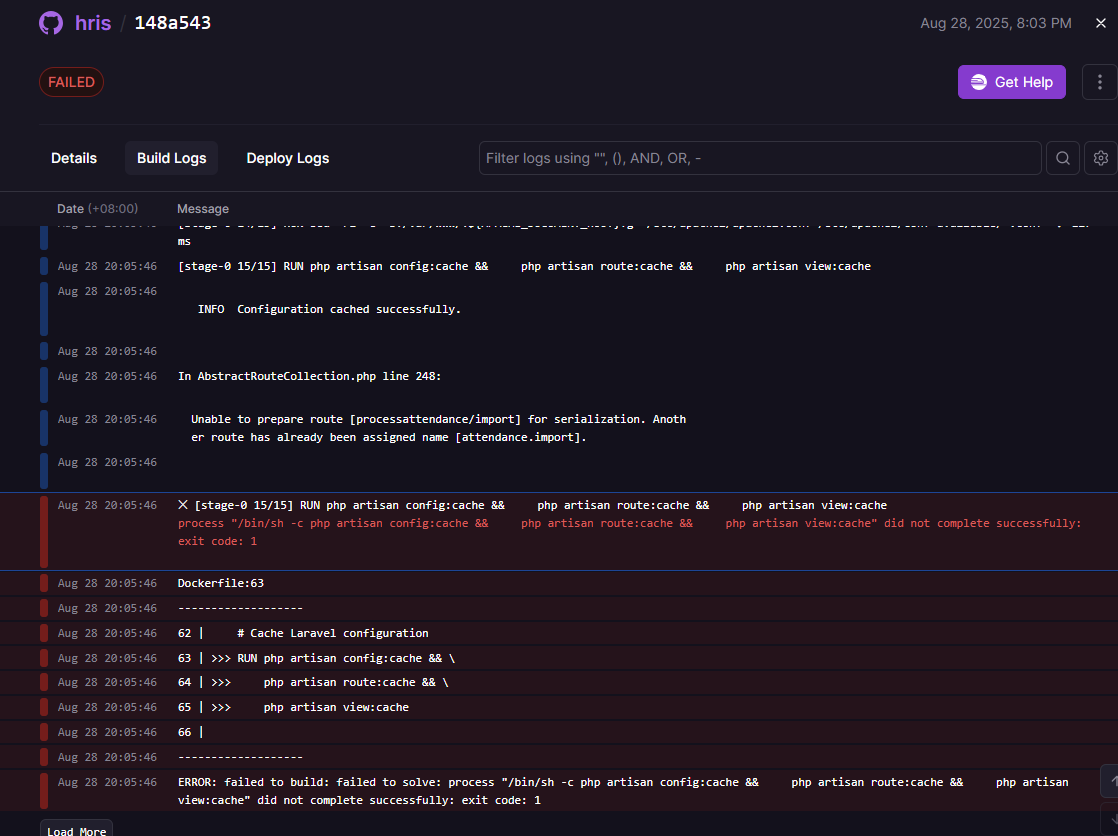 hris / 148a543
Aug 28, 2025, 8:03 PM
FAILED
Get Help
Details
Build Logs
Deploy Logs
Filter logs using "", (), AND, OR, -
Date (+08:00) Message
ms
Aug 28 20:05:46 [stage-0 15/15] RUN php artisan config:cache &&     php artisan route:cache &&     php artisan view:cache
Aug 28 20:05:46
INFO  Configuration cached successfully.
Aug 28 20:05:46
Aug 28 20:05:46 In AbstractRouteCollection.php line 248:
Aug 28 20:05:46 Unable to prepare route [processattendance/import] for serialization. Anoth
er route has already been assigned name [attendance.import].
Aug 28 20:05:46
Aug 28 20:05:46 ✕ [stage-0 15/15] RUN php artisan config:cache &&     php artisan route:cache &&     php artisan view:cache
process "/bin/sh -c php artisan config:cache &&     php artisan route:cache &&     php artisan view:cache" did not complete successfully:
exit code: 1
Aug 28 20:05:46 Dockerfile:63
Aug 28 20:05:46 -------------------
Aug 28 20:05:46 62 |     # Cache Laravel configuration
Aug 28 20:05:46 63 | >>> RUN php artisan config:cache && \
Aug 28 20:05:46 64 | >>>     php artisan route:cache && \
Aug 28 20:05:46 65 | >>>     php artisan view:cache
Aug 28 20:05:46 66 |
Aug 28 20:05:46 -------------------
Aug 28 20:05:46 ERROR: failed to build: failed to solve: process "/bin/sh -c php artisan config:cache &&     php artisan route:cache &&     php artisan
view:cache" did not complete successfully: exit code: 1
Load More